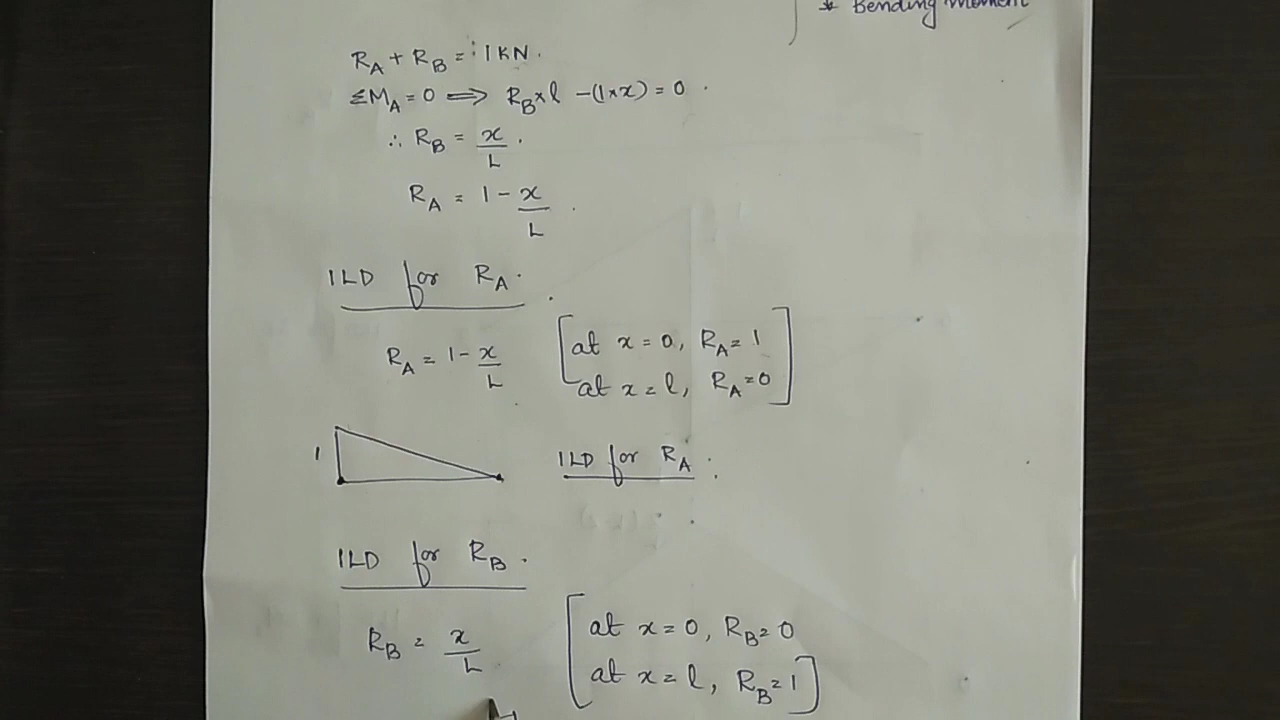 * Bending Moment
R_A + R_B = 1KN.
ΣM_A = 0 ⟹ R_B×l -(1×x) = 0.
∴ R_B = x/L.
R_A = 1 - x/L.
ILD for R_A.
R_A = 1 - x/L [at x = 0, R_A = 1
at x = l, R_A = 0]
1 ILD for R_A
ILD for R_B.
R_B = x/L [at x = 0, R_B = 0
at x = l, R_B = 1]